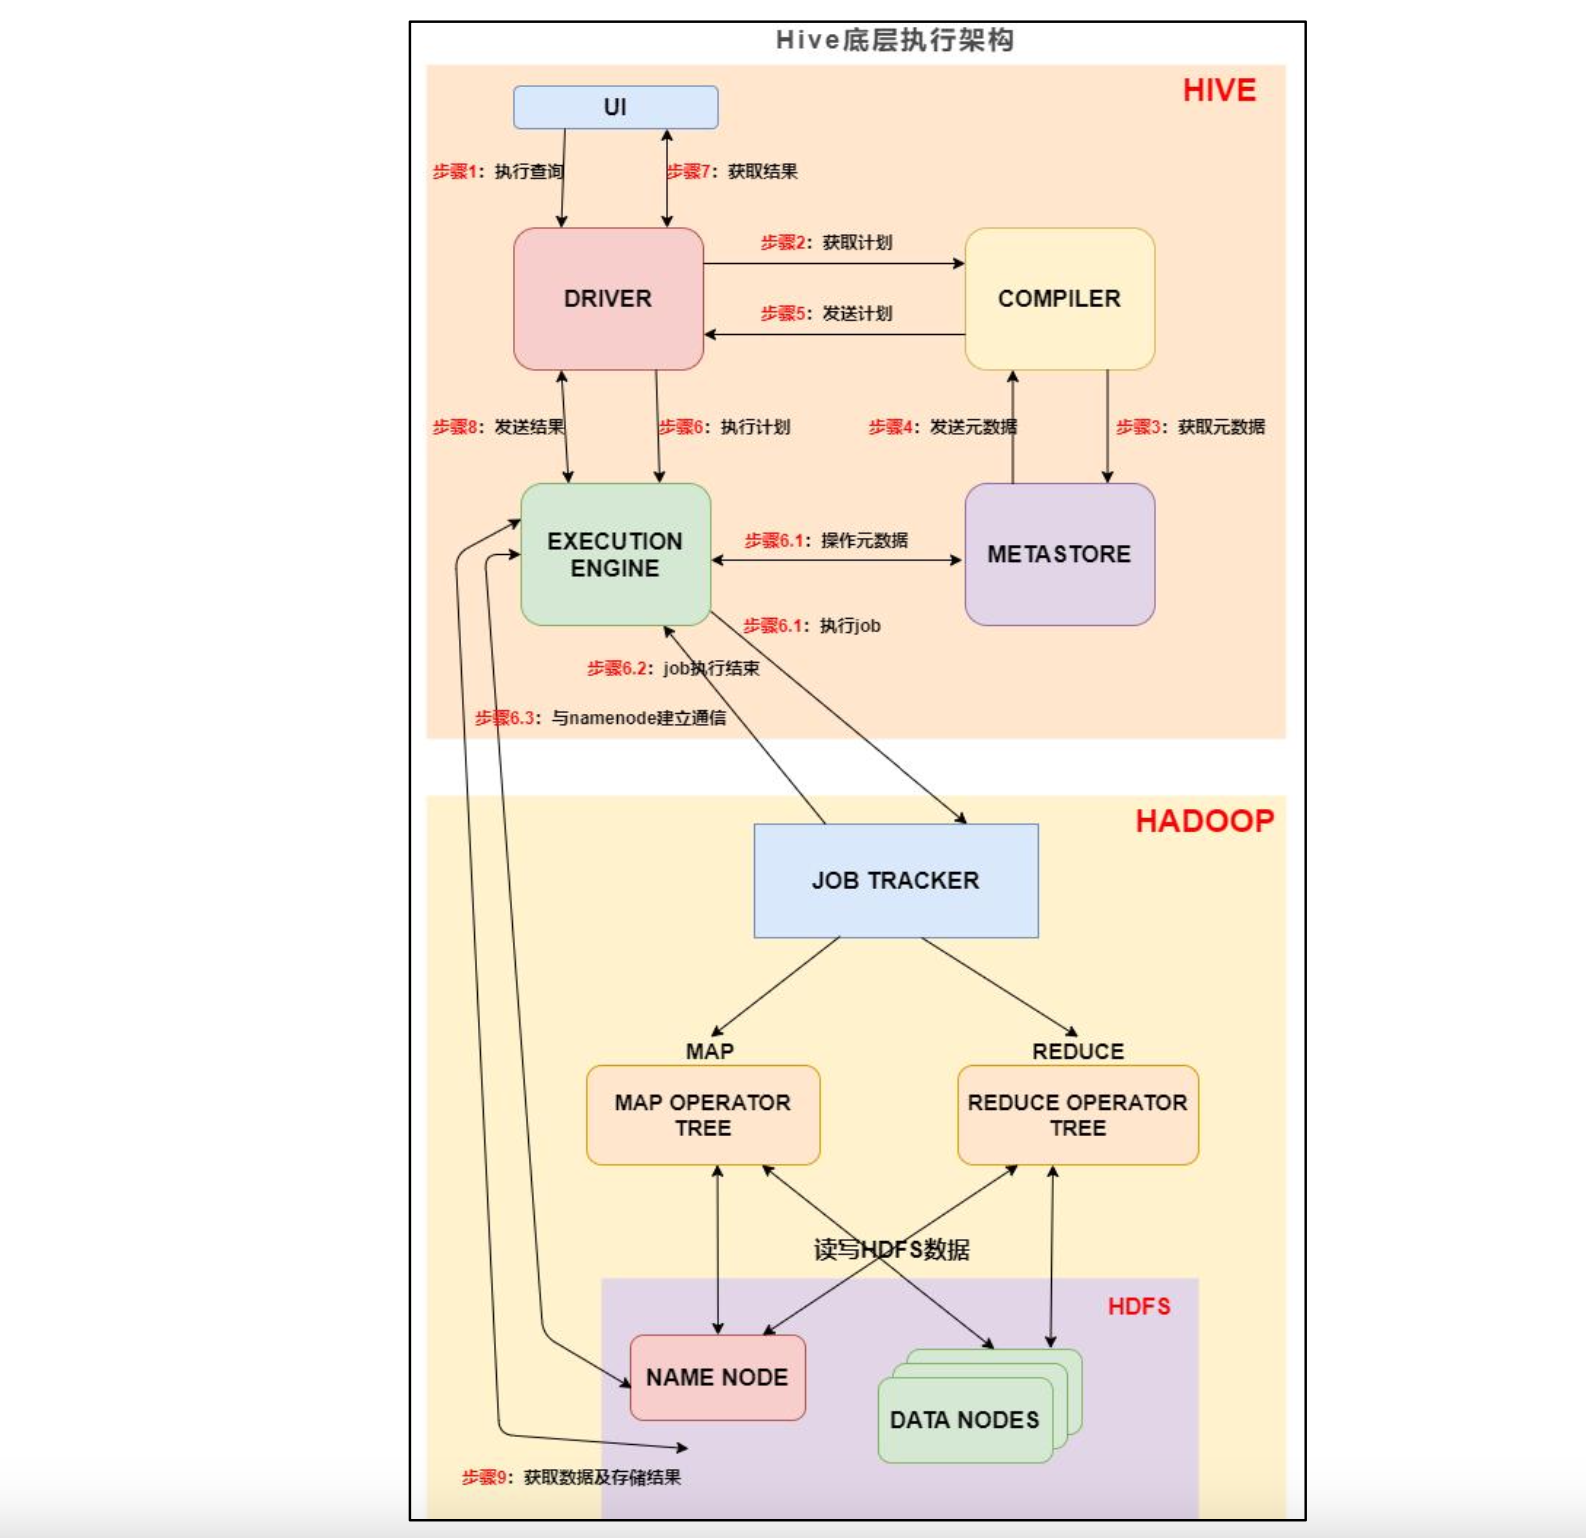 Hive底层执行架构
HIVE
UI
步骤1：执行查询
步骤7：获取结果
步骤2：获取计划
DRIVER
COMPILER
步骤5：发送计划
步骤8：发送结果
步骤6：执行计划
步骤4：发送元数据
步骤3：获取元数据
EXECUTION
ENGINE
步骤6.1：操作元数据
METASTORE
步骤6.1：执行job
步骤6.2：job执行结束
步骤6.3：与namenode建立通信
HADOOP
JOB TRACKER
MAP
REDUCE
MAP OPERATOR
TREE
REDUCE OPERATOR
TREE
读写HDFS数据
HDFS
NAME NODE
DATA NODES
步骤9：获取数据及存储结果